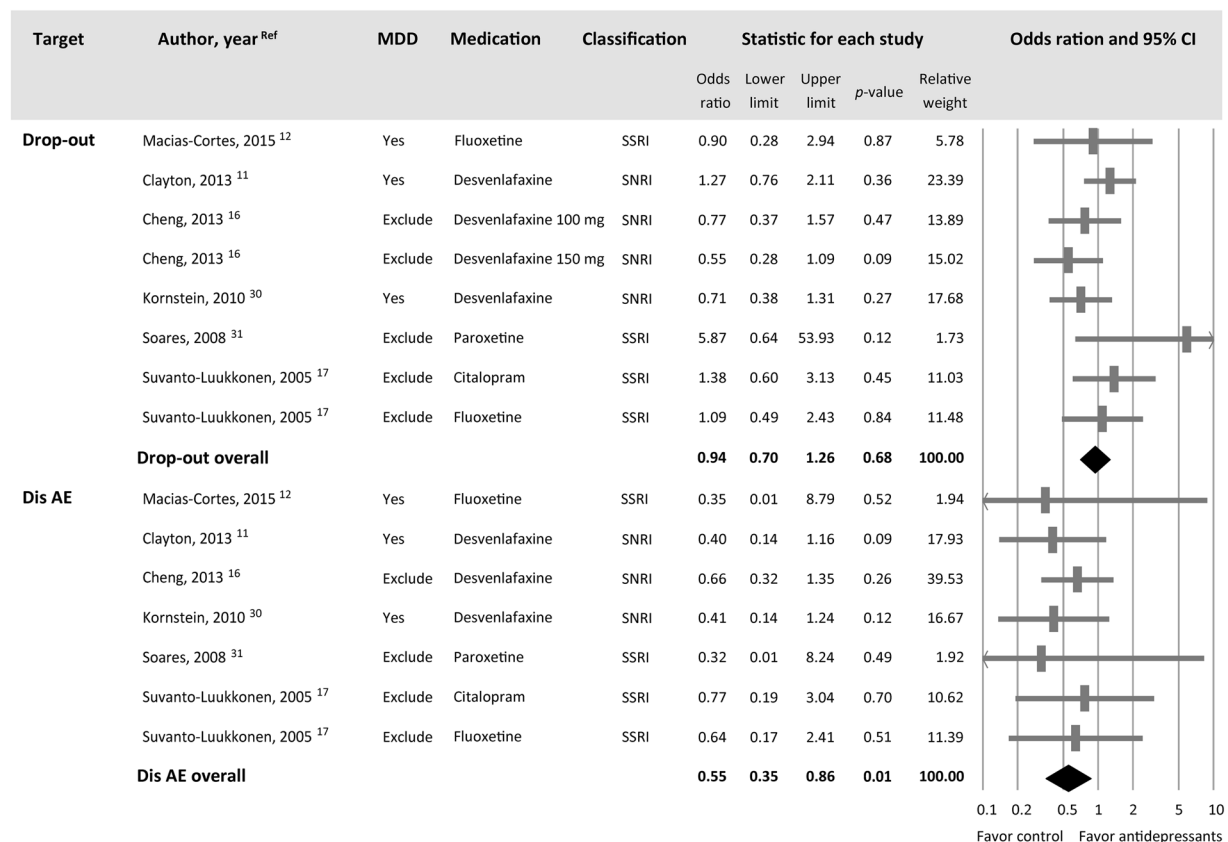 Target Author, year Ref MDD Medication Classification Statistic for each study Odds ration and 95% CI
Odds ratio Lower limit Upper limit p-value Relative weight
Drop-out Macias-Cortes, 2015 12 Yes Fluoxetine SSRI 0.90 0.28 2.94 0.87 5.78
Clayton, 2013 11 Yes Desvenlafaxine SNRI 1.27 0.76 2.11 0.36 23.39
Cheng, 2013 16 Exclude Desvenlafaxine 100 mg SNRI 0.77 0.37 1.57 0.47 13.89
Cheng, 2013 16 Exclude Desvenlafaxine 150 mg SNRI 0.55 0.28 1.09 0.09 15.02
Kornstein, 2010 30 Yes Desvenlafaxine SNRI 0.71 0.38 1.31 0.27 17.68
Soares, 2008 31 Exclude Paroxetine SSRI 5.87 0.64 53.93 0.12 1.73
Suvanto-Luukkonen, 2005 17 Exclude Citalopram SSRI 1.38 0.60 3.13 0.45 11.03
Suvanto-Luukkonen, 2005 17 Exclude Fluoxetine SSRI 1.09 0.49 2.43 0.84 11.48
Drop-out overall 0.94 0.70 1.26 0.68 100.00
Dis AE Macias-Cortes, 2015 12 Yes Fluoxetine SSRI 0.35 0.01 8.79 0.52 1.94
Clayton, 2013 11 Yes Desvenlafaxine SNRI 0.40 0.14 1.16 0.09 17.93
Cheng, 2013 16 Exclude Desvenlafaxine SNRI 0.66 0.32 1.35 0.26 39.53
Kornstein, 2010 30 Yes Desvenlafaxine SNRI 0.41 0.14 1.24 0.12 16.67
Soares, 2008 31 Exclude Paroxetine SSRI 0.32 0.01 8.24 0.49 1.92
Suvanto-Luukkonen, 2005 17 Exclude Citalopram SSRI 0.77 0.19 3.04 0.70 10.62
Suvanto-Luukkonen, 2005 17 Exclude Fluoxetine SSRI 0.64 0.17 2.41 0.51 11.39
Dis AE overall 0.55 0.35 0.86 0.01 100.00
0.1 0.2 0.5 1 2 5 10
Favor control Favor antidepressants